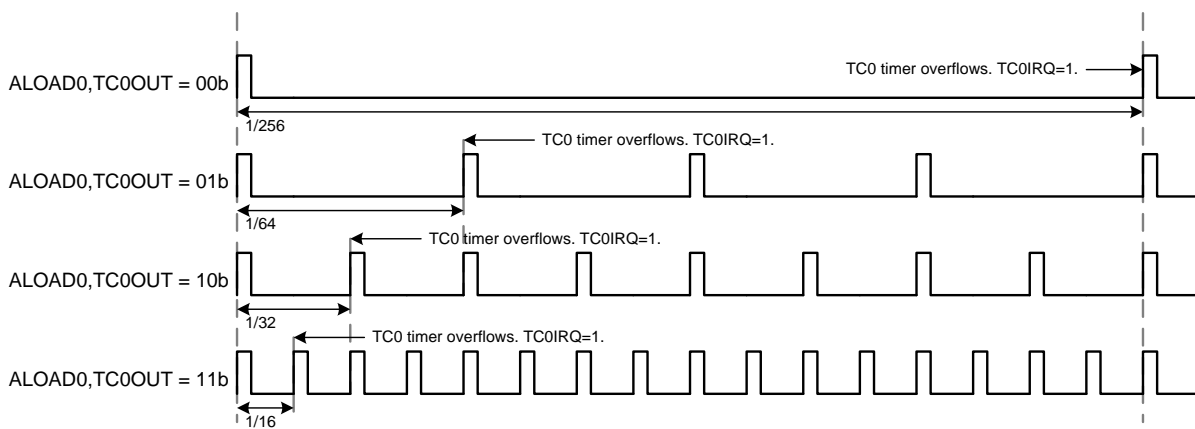 TC0 timer overflows. TC0IRQ=1.
ALOAD0,TC0OUT = 00b
1/256
TC0 timer overflows. TC0IRQ=1.
ALOAD0,TC0OUT = 01b
1/64
TC0 timer overflows. TC0IRQ=1.
ALOAD0,TC0OUT = 10b
1/32
TC0 timer overflows. TC0IRQ=1.
ALOAD0,TC0OUT = 11b
1/16